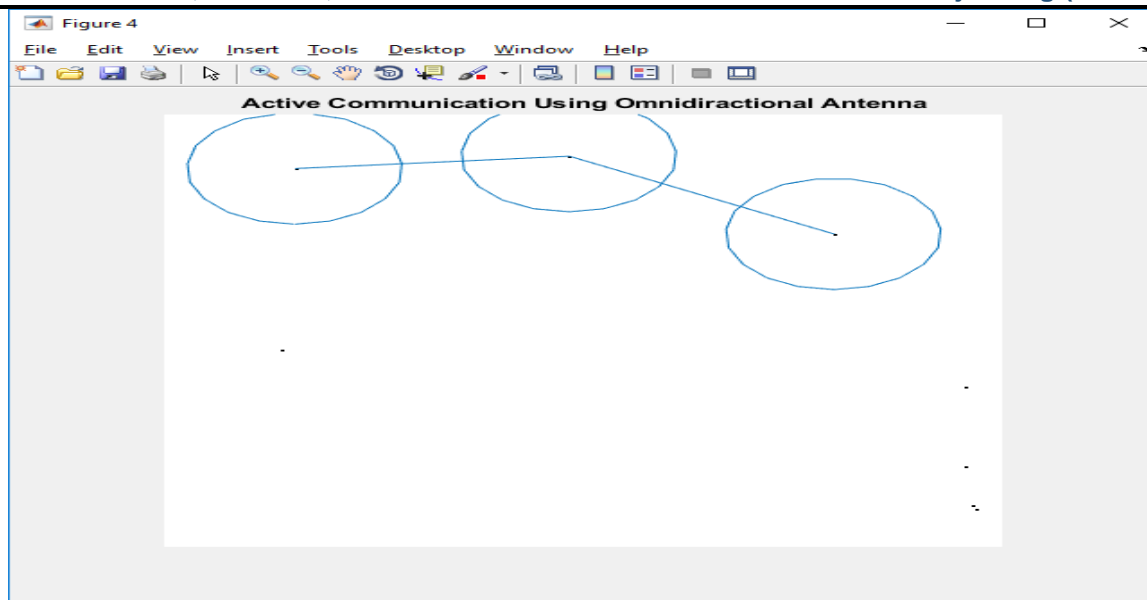 Figure 4
File Edit View Insert Tools Desktop Window Help
Active Communication Using Omnidiractional Antenna